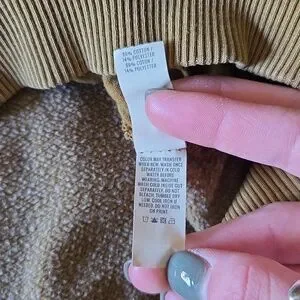 86% COTTON /
14% POLYESTER
86% COTON /
14% POLYESTER
COLOR MAY TRANSFER
WHEN NEW. WASH ONCE
SEPARATELY IN COLD
WATER BEFORE
WEARING. MACHINE
WASH COLD INSIDE OUT
SEPARATELY. DO NOT
BLEACH. TUMBLE DRY
LOW. COOL IRON IF
NEEDED. DO NOT IRON
ON PRINT.